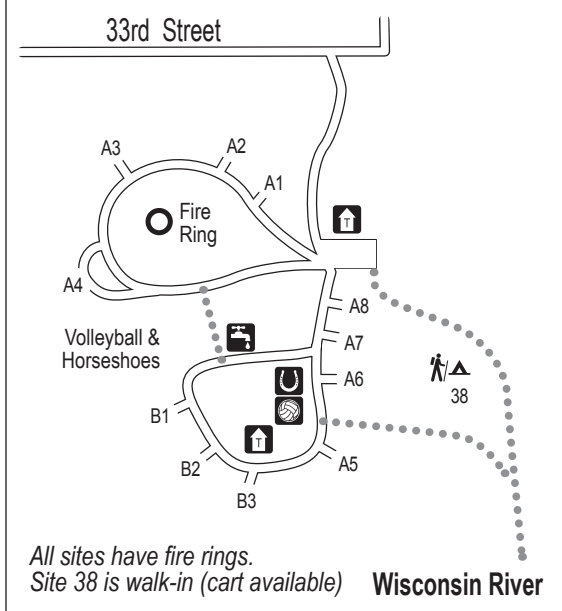 33rd Street
A3
A2
A1
Fire
Ring
T
A4
A8
Volleyball &
Horseshoes
A7
A6
38
B1
T
B2
A5
B3
All sites have fire rings.
Site 38 is walk-in (cart available)
Wisconsin River